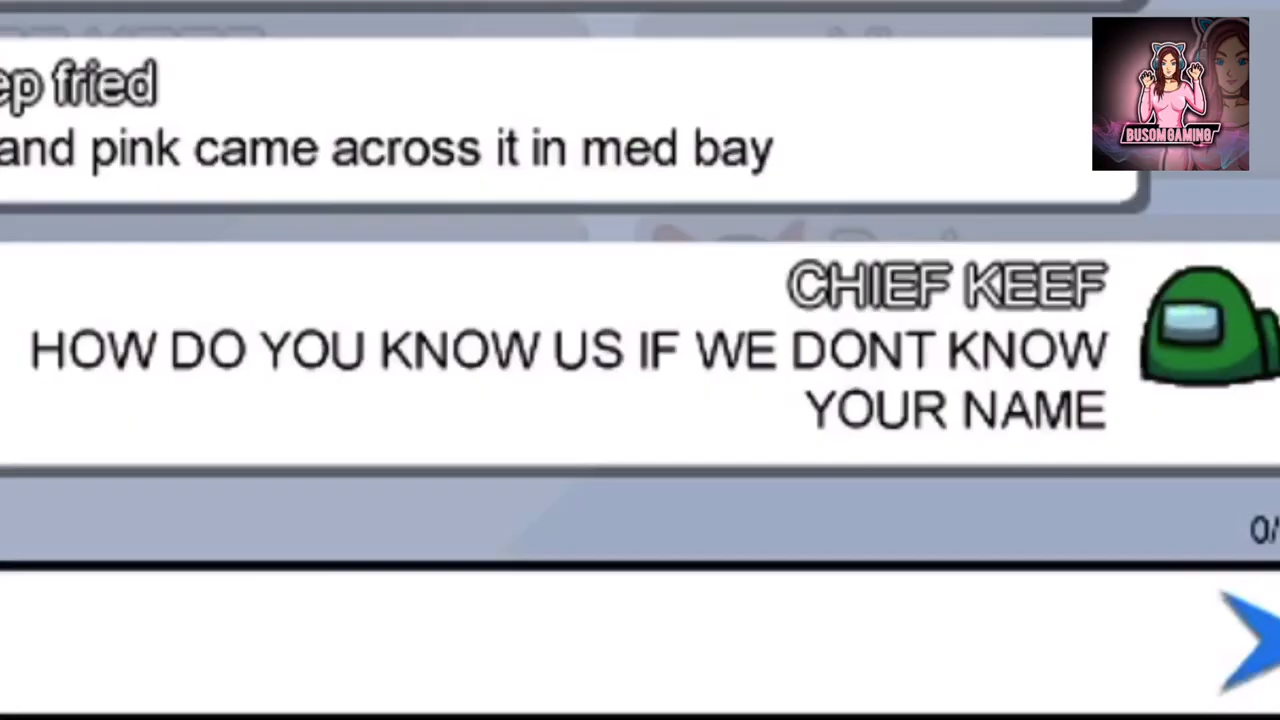 ep fried
and pink came across it in med bay
CHIEF KEEF
HOW DO YOU KNOW US IF WE DONT KNOW
YOUR NAME
0/
BUSOMGAMING